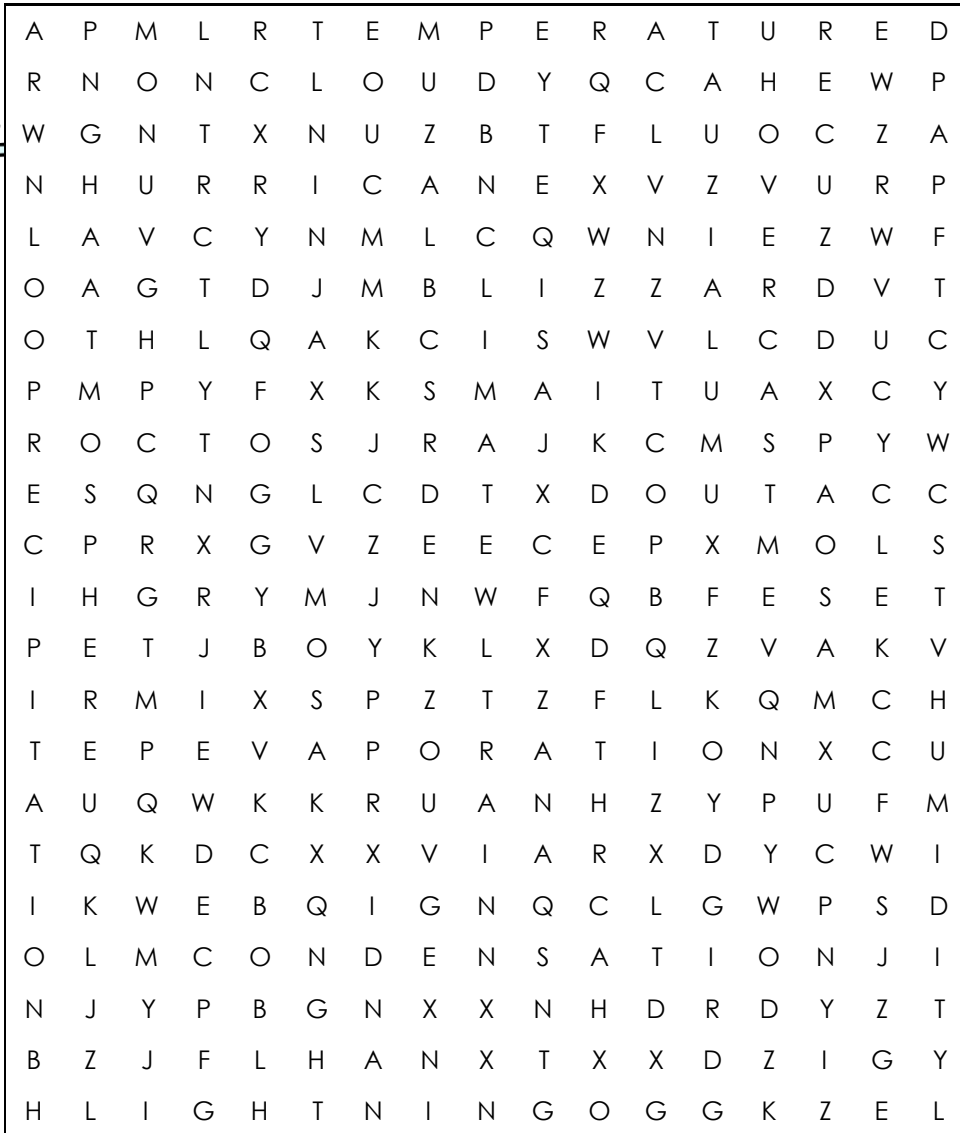 A P M L R T E M P E R A T U R E D
R N O N C L O U D Y Q C A H E W P
W G N T X N U Z B T F L U O C Z A
N H U R R I C A N E X V Z V U R P
L A V C Y N M L C Q W N I E Z W F
O A G T D J M B L I Z Z A R D V T
O T H L Q A K C I S W V L C D U C
P M P Y F X K S M A I T U A X C Y
R O C T O S J R A J K C M S P Y W
E S Q N G L C D T X D O U T A C C
C P R X G V Z E E C E P X M O L S
I H G R Y M J N W F Q B F E S E T
P E T J B O Y K L X D Q Z V A K V
I R M I X S P Z T Z F L K Q M C H
T E P E V A P O R A T I O N X C U
A U Q W K K R U A N H Z Y P U F M
T Q K D C X X V I A R X D Y C W I
I K W E B Q I G N Q C L G W P S D
O L M C O N D E N S A T I O N J I
N J Y P B G N X X N H D R D Y Z T
B Z J F L H A N X T X X D Z I G Y
H L I G H T N I N G O G G K Z E L